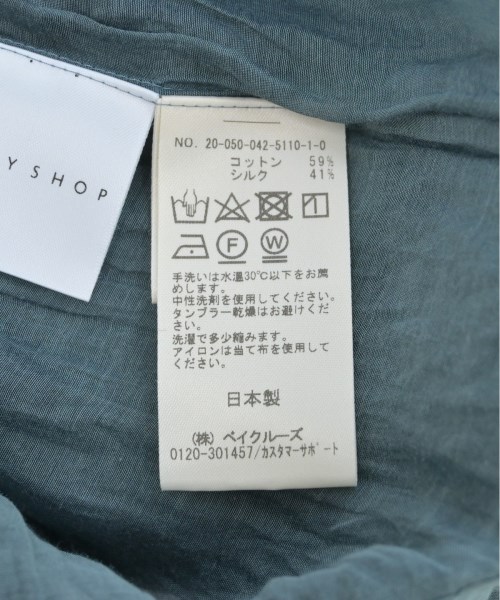 Y SHOP
NO. 20-050-042-5110-1-0
コットン 59%
シルク 41%
F W
手洗いは水温30℃以下をお薦
めします。
中性洗剤を使用してください。
タンブラー乾燥はお避けくださ
い。
洗濯で多少縮みます。
アイロンは当て布を使用して
ください。
日本製
(株) ベイクルーズ
0120-301457/カスタマーサポート